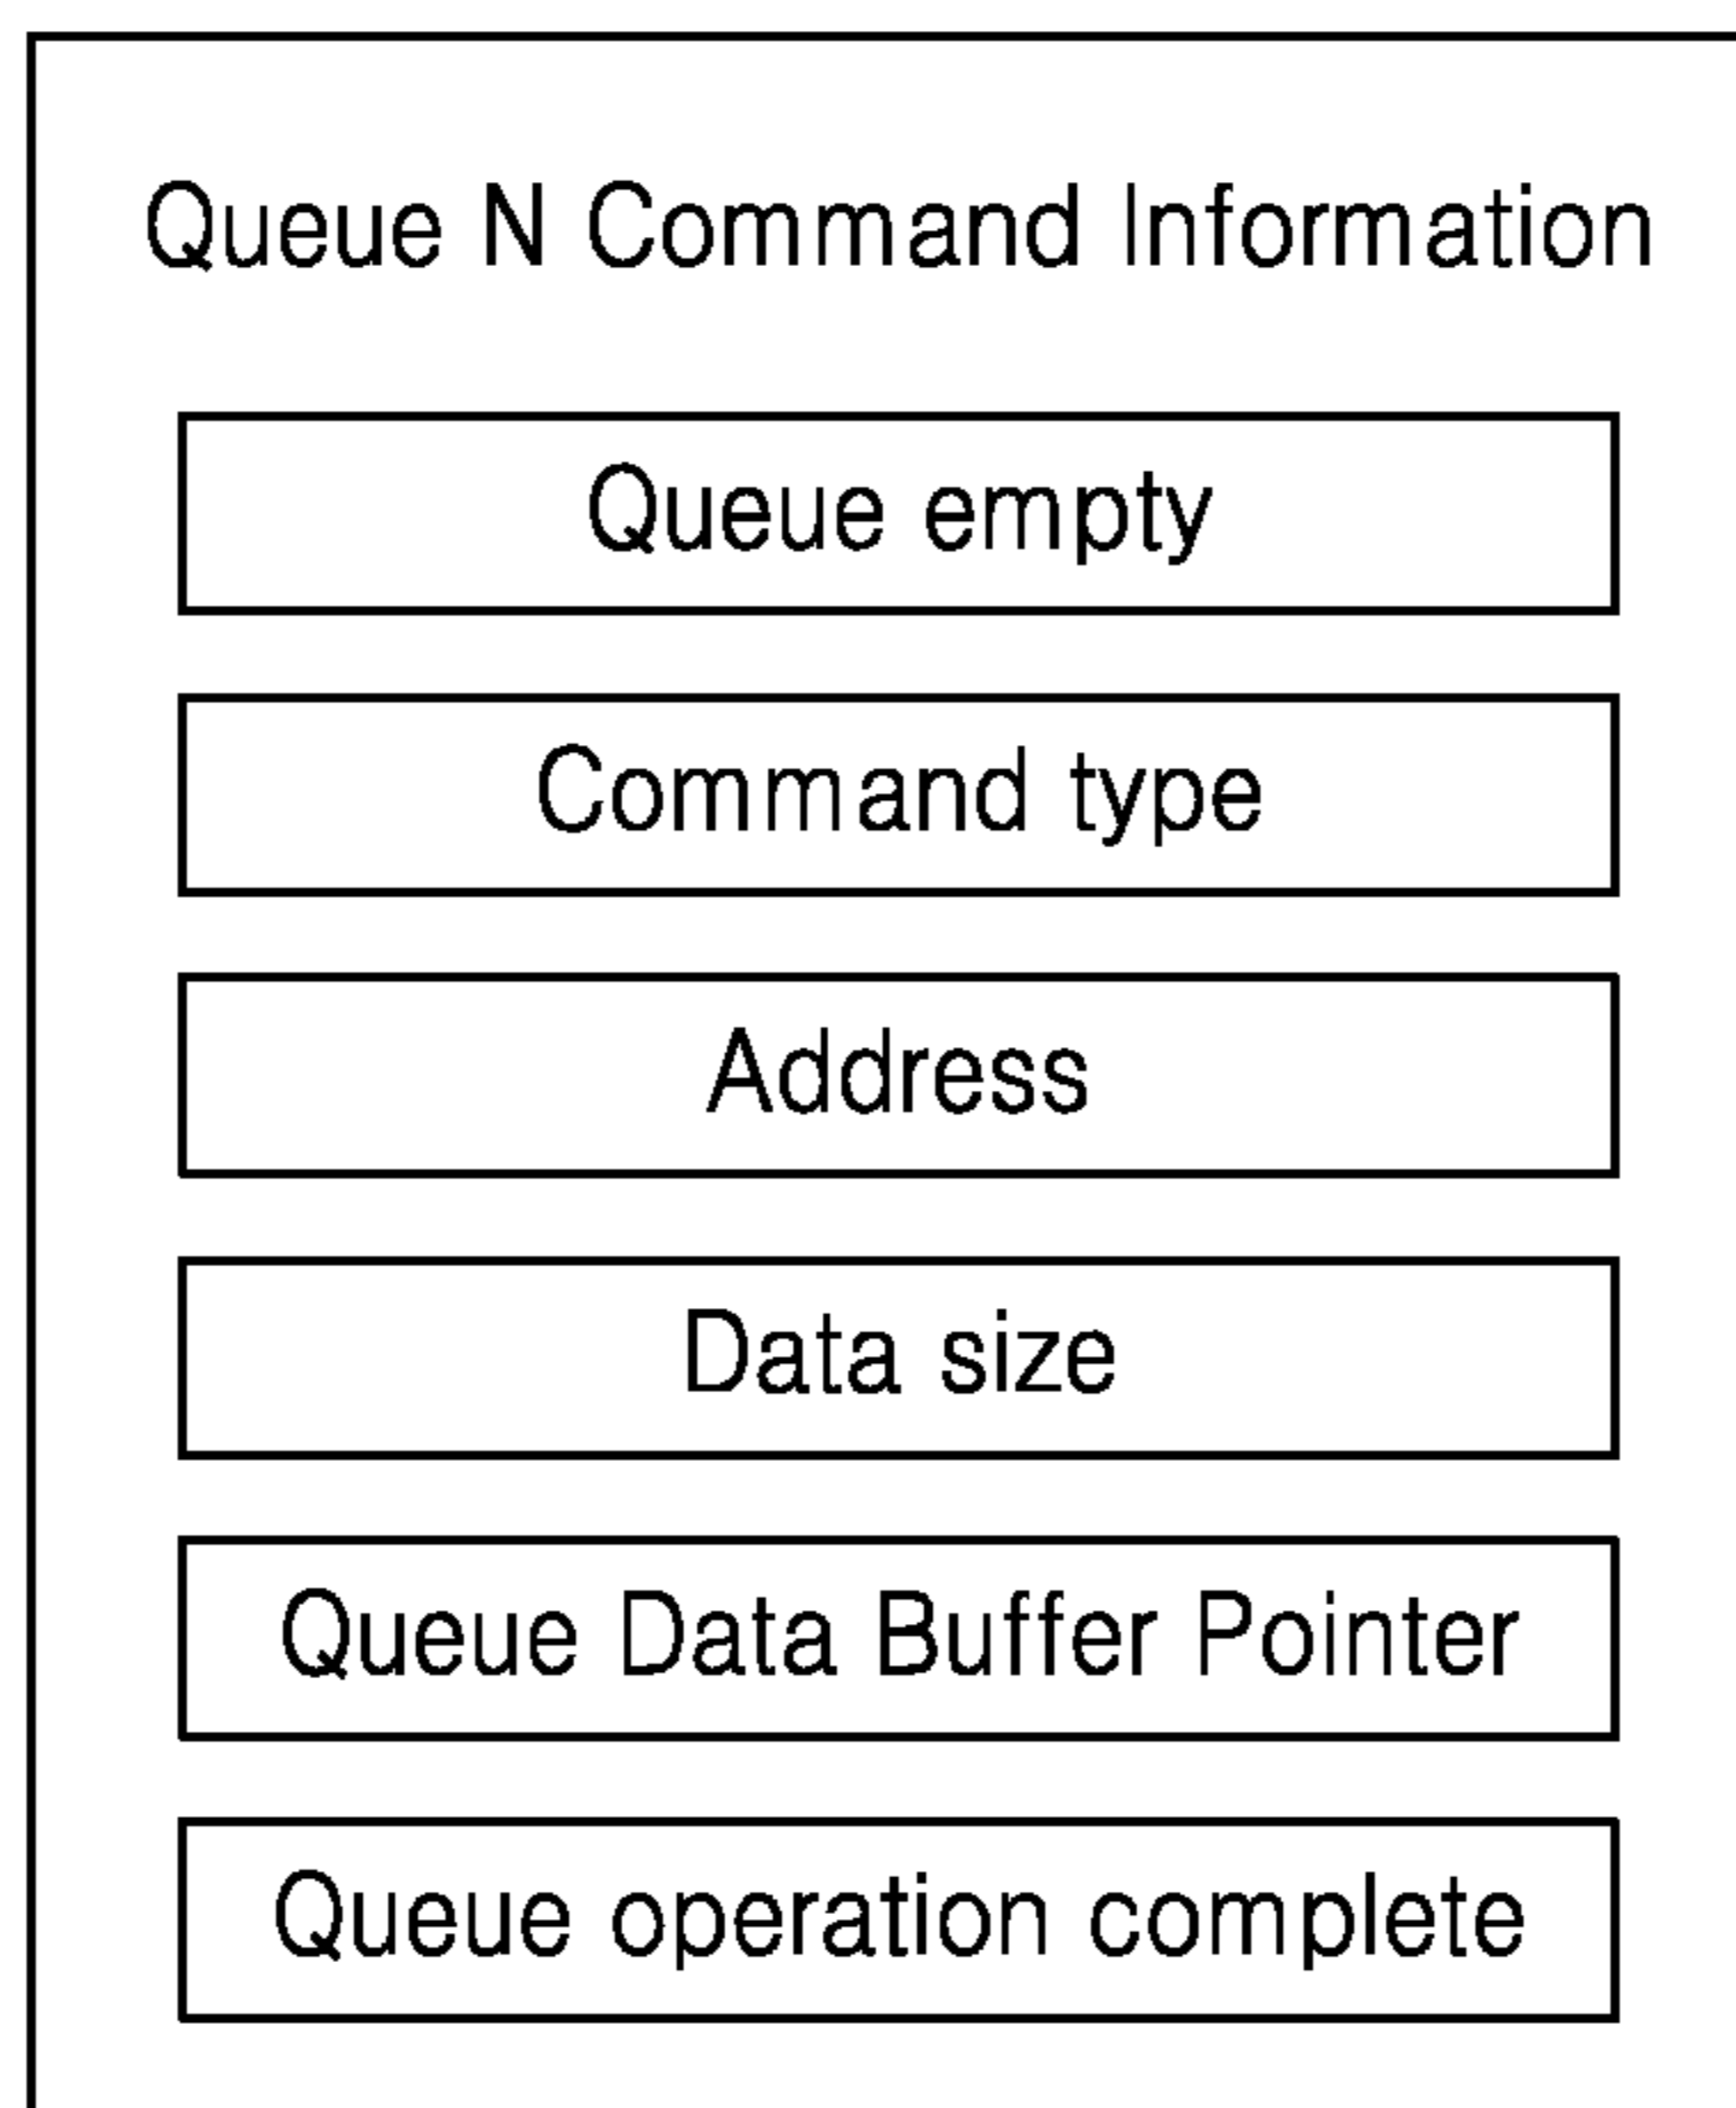 Queue N Command Information
Queue empty
Command type
Address
Data size
Queue Data Buffer Pointer
Queue operation complete